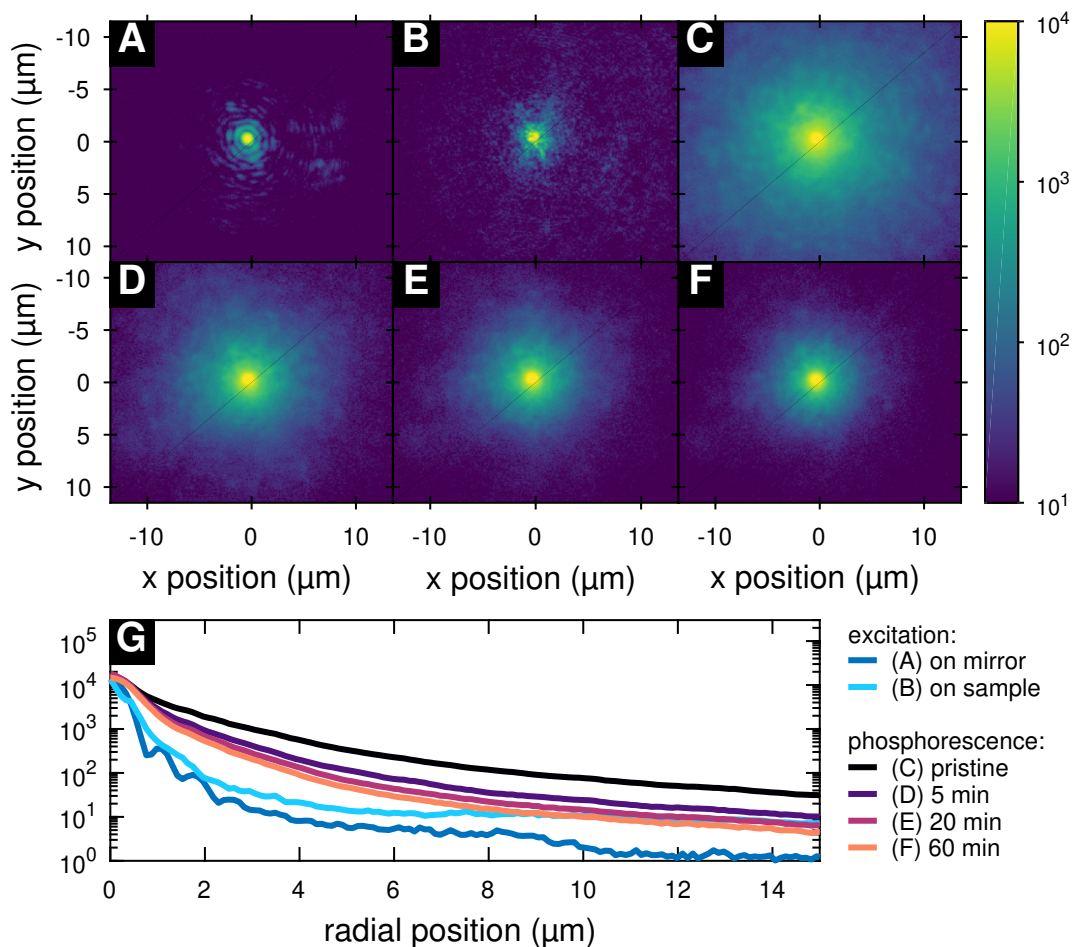 A
B
C
-10
-5
0
5
10
y position (µm)
10⁴
10³
10²
10¹
D
E
F
-10
-5
0
5
10
y position (µm)
-10
0
10
-10
0
10
-10
0
10
x position (µm)
x position (µm)
x position (µm)
G
10⁵
10⁴
10³
10²
10¹
10⁰
0
2
4
6
8
10
12
14
radial position (µm)
excitation:
(A) on mirror
(B) on sample
phosphorescence:
(C) pristine
(D) 5 min
(E) 20 min
(F) 60 min